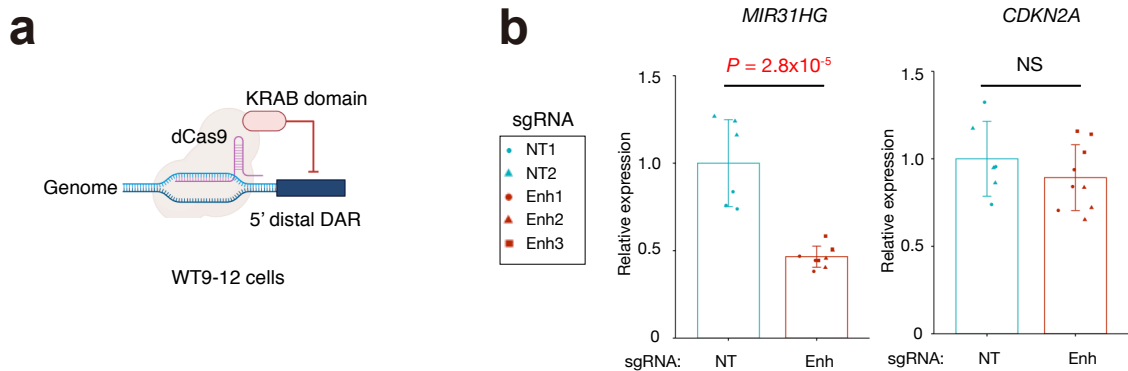 a
KRAB domain
dCas9
Genome
5' distal DAR
WT9-12 cells
b
sgRNA
NT1
NT2
Enh1
Enh2
Enh3
MIR31HG
P = 2.8x10⁻⁵
Relative expression
1.5
1.0
0.5
0
sgRNA: NT Enh
CDKN2A
NS
Relative expression
1.5
1.0
0.5
0
sgRNA: NT Enh